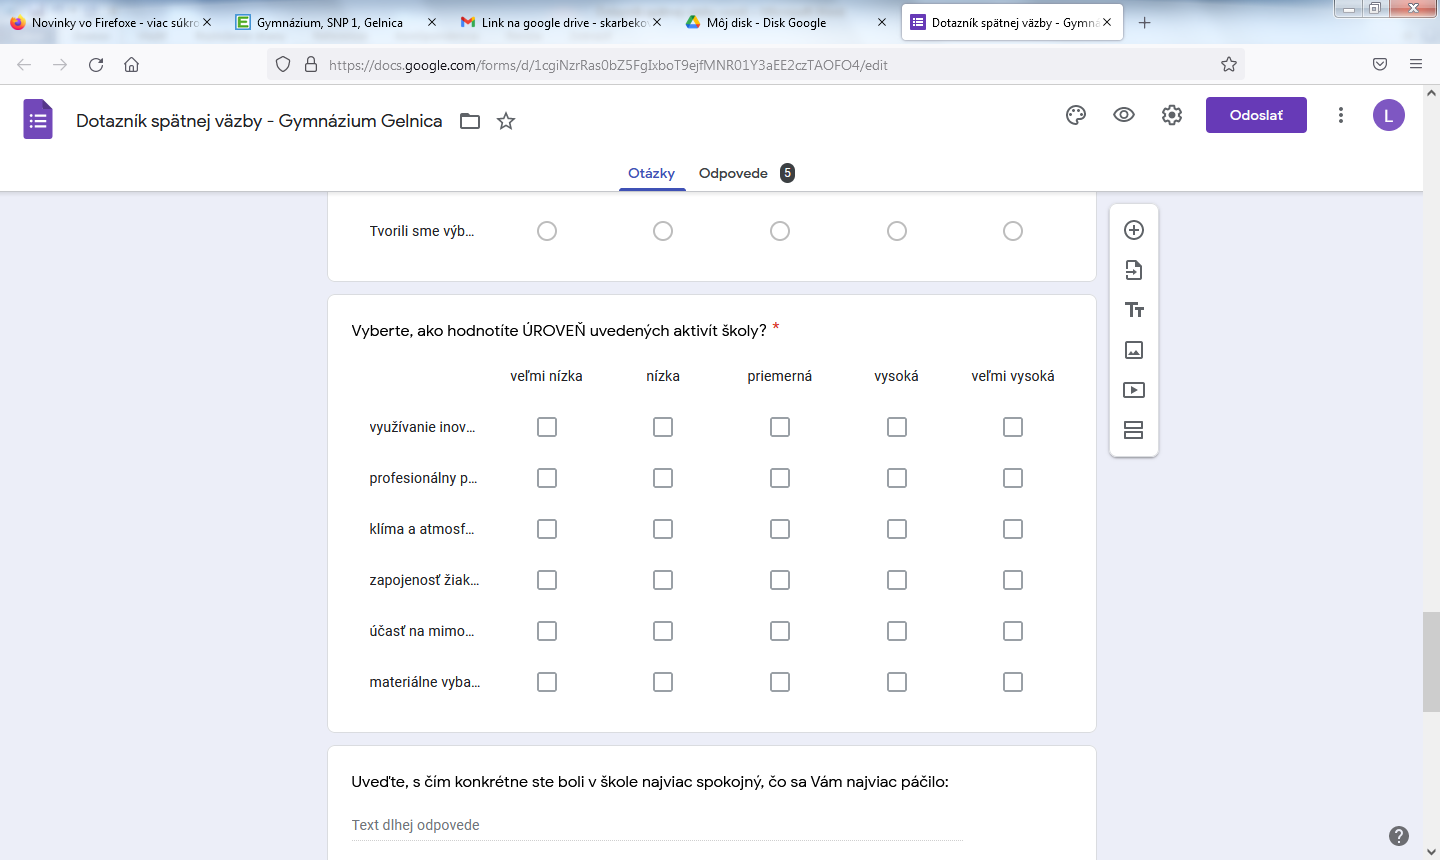 Novinky vo Firefoxe - viac súkro
Gymnázium, SNP 1, Gelnica
Link na google drive - skarbekov
Môj disk - Disk Google
Dotazník spätnej väzby - Gymná
https://docs.google.com/forms/d/1cgiNzrRas0bZ5FgIxboT9ejfMNR01Y3aEE2czTAOFO4/edit
Dotazník spätnej väzby - Gymnázium Gelnica
Odoslať
L
Otázky
Odpovede 5
Tvorili sme výb...
Vyberte, ako hodnotíte ÚROVEŇ uvedených aktivít školy? *
veľmi nízka nízka priemerná vysoká veľmi vysoká
využívanie inov...
profesionálny p...
klíma a atmosf...
zapojenosť žiak...
účasť na mimo...
materiálne vyba...
Uveďte, s čím konkrétne ste boli v škole najviac spokojný, čo sa Vám najviac páčilo:
Text dlhej odpovede